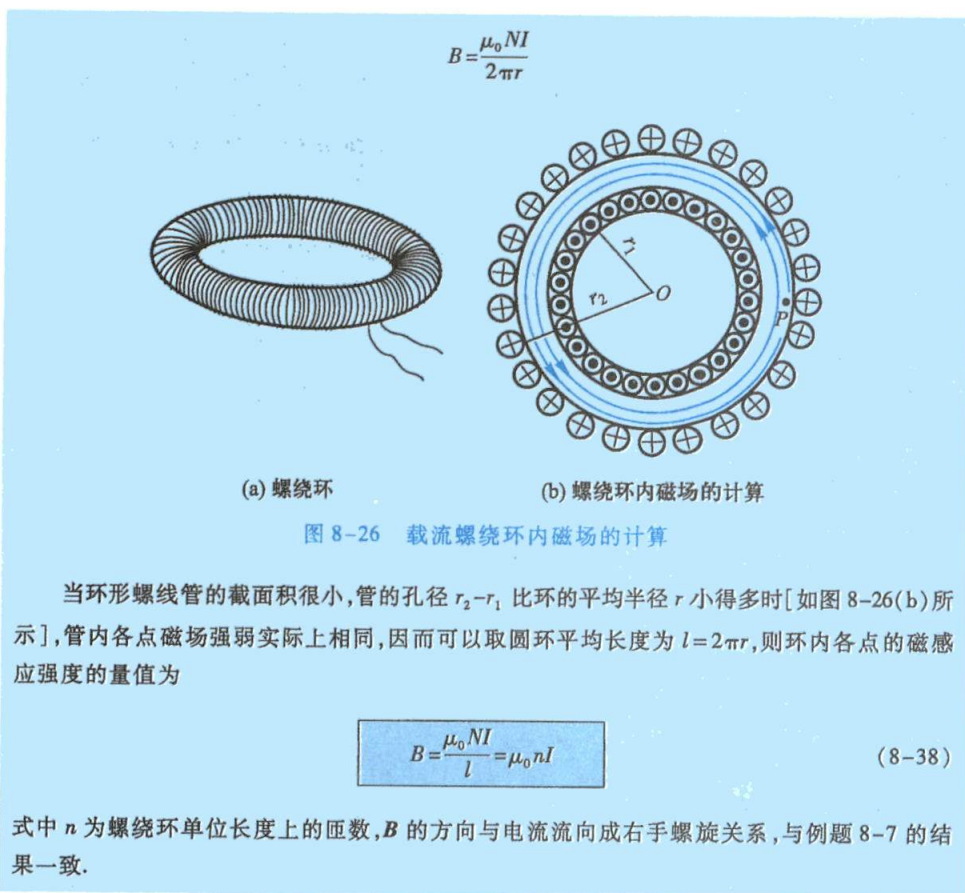 B=μ₀NI/2πr
r₁
r₂
O
P
(a) 螺绕环
(b) 螺绕环内磁场的计算
图 8-26 载流螺绕环内磁场的计算
当环形螺线管的截面积很小,管的孔径 r₂-r₁ 比环的平均半径 r 小得多时[如图 8-26(b)所
示],管内各点磁场强弱实际上相同,因而可以取圆环平均长度为 l=2πr,则环内各点的磁感
应强度的量值为
B=μ₀NI/l=μ₀nI (8-38)
式中 n 为螺绕环单位长度上的匝数,B 的方向与电流流向成右手螺旋关系,与例题 8-7 的结
果一致.